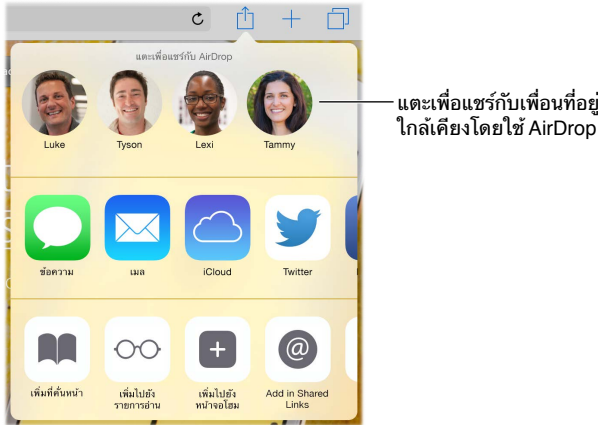 แตะเพื่อแชร์กับ AirDrop
Luke
Tyson
Lexi
Tammy
แตะเพื่อแชร์กับเพื่อนที่อยู่
ใกล้เคียงโดยใช้ AirDrop
ข้อความ
เมล
iCloud
Twitter
เพิ่มที่คั่นหน้า
เพิ่มไปยัง
รายการอ่าน
เพิ่มไปยัง
หน้าจอโฮม
Add in Shared
Links